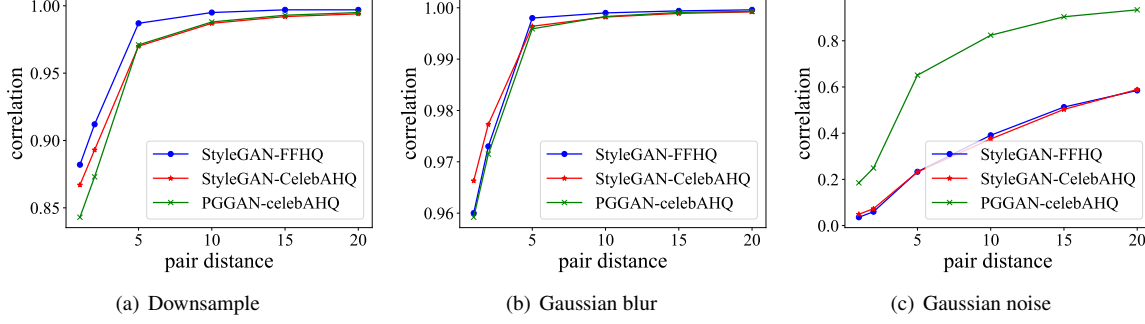 1.00
0.95
0.90
0.85
correlation
5
10
15
20
pair distance
StyleGAN-FFHQ
StyleGAN-CelebAHQ
PGGAN-celebAHQ
(a) Downsample
1.00
0.99
0.98
0.97
0.96
correlation
5
10
15
20
pair distance
StyleGAN-FFHQ
StyleGAN-CelebAHQ
PGGAN-celebAHQ
(b) Gaussian blur
0.8
0.6
0.4
0.2
0.0
correlation
5
10
15
20
pair distance
StyleGAN-FFHQ
StyleGAN-CelebAHQ
PGGAN-celebAHQ
(c) Gaussian noise